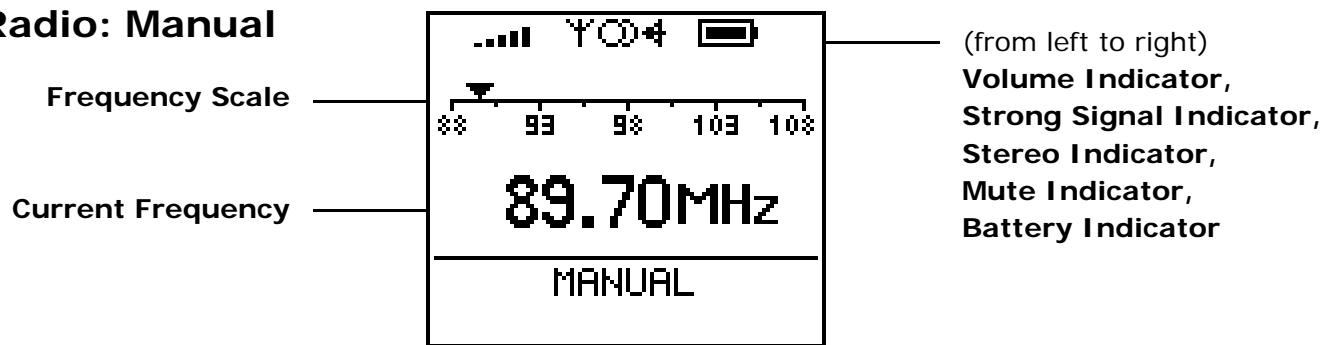 Radio: Manual
Frequency Scale
88 93 98 103 108
Current Frequency
89.70MHz
MANUAL
(from left to right)
Volume Indicator,
Strong Signal Indicator,
Stereo Indicator,
Mute Indicator,
Battery Indicator